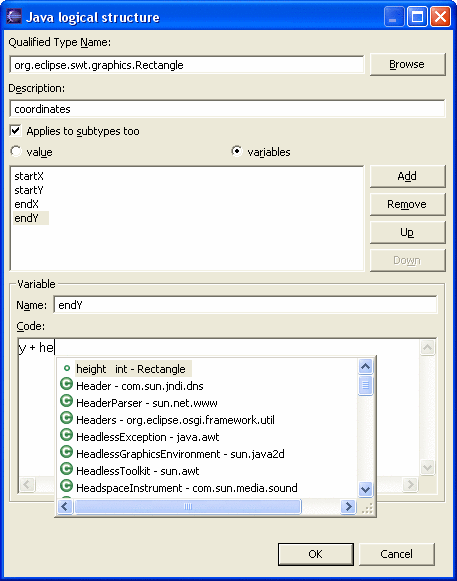 Java logical structure
Qualified Type Name:
org.eclipse.swt.graphics.Rectangle
Browse
Description:
coordinates
Applies to subtypes too
value
variables
startX
startY
endX
endY
Add
Remove
Up
Down
Variable
Name:
endY
Code:
y + he
height   int - Rectangle
Header - com.sun.jndi.dns
HeaderParser - sun.net.www
Headers - org.eclipse.osgi.framework.util
HeadlessException - java.awt
HeadlessGraphicsEnvironment - sun.java2d
HeadlessToolkit - sun.awt
HeadspaceInstrument - com.sun.media.sound
OK
Cancel